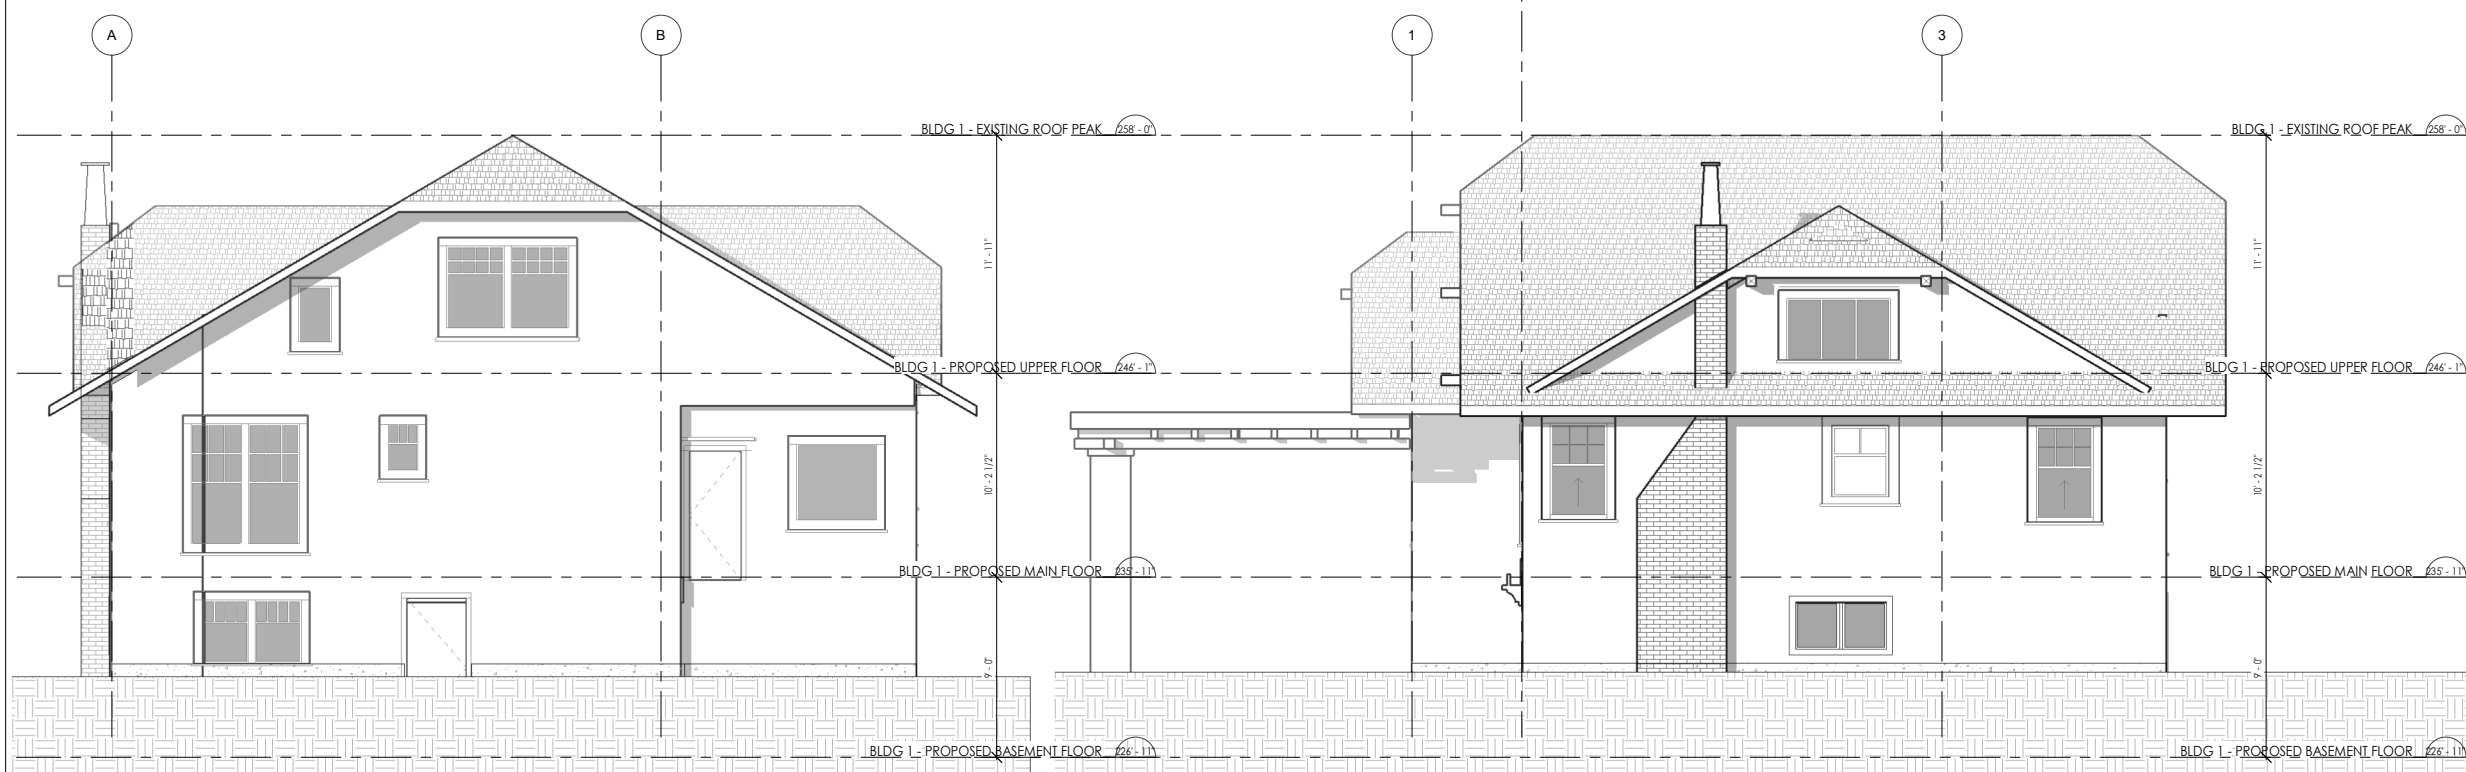 A
B
1
3
BLDG 1 - EXISTING ROOF PEAK 258' - 0"
BLDG 1 - EXISTING ROOF PEAK 258' - 0"
11' - 11"
11' - 11"
BLDG 1 - PROPOSED UPPER FLOOR 246' - 1"
BLDG 1 - PROPOSED UPPER FLOOR 246' - 1"
10' - 2 1/2"
10' - 2 1/2"
BLDG 1 - PROPOSED MAIN FLOOR 235' - 11"
BLDG 1 - PROPOSED MAIN FLOOR 235' - 11"
9' - 0"
9' - 0"
BLDG 1 - PROPOSED BASEMENT FLOOR 226' - 11"
BLDG 1 - PROPOSED BASEMENT FLOOR 226' - 11"